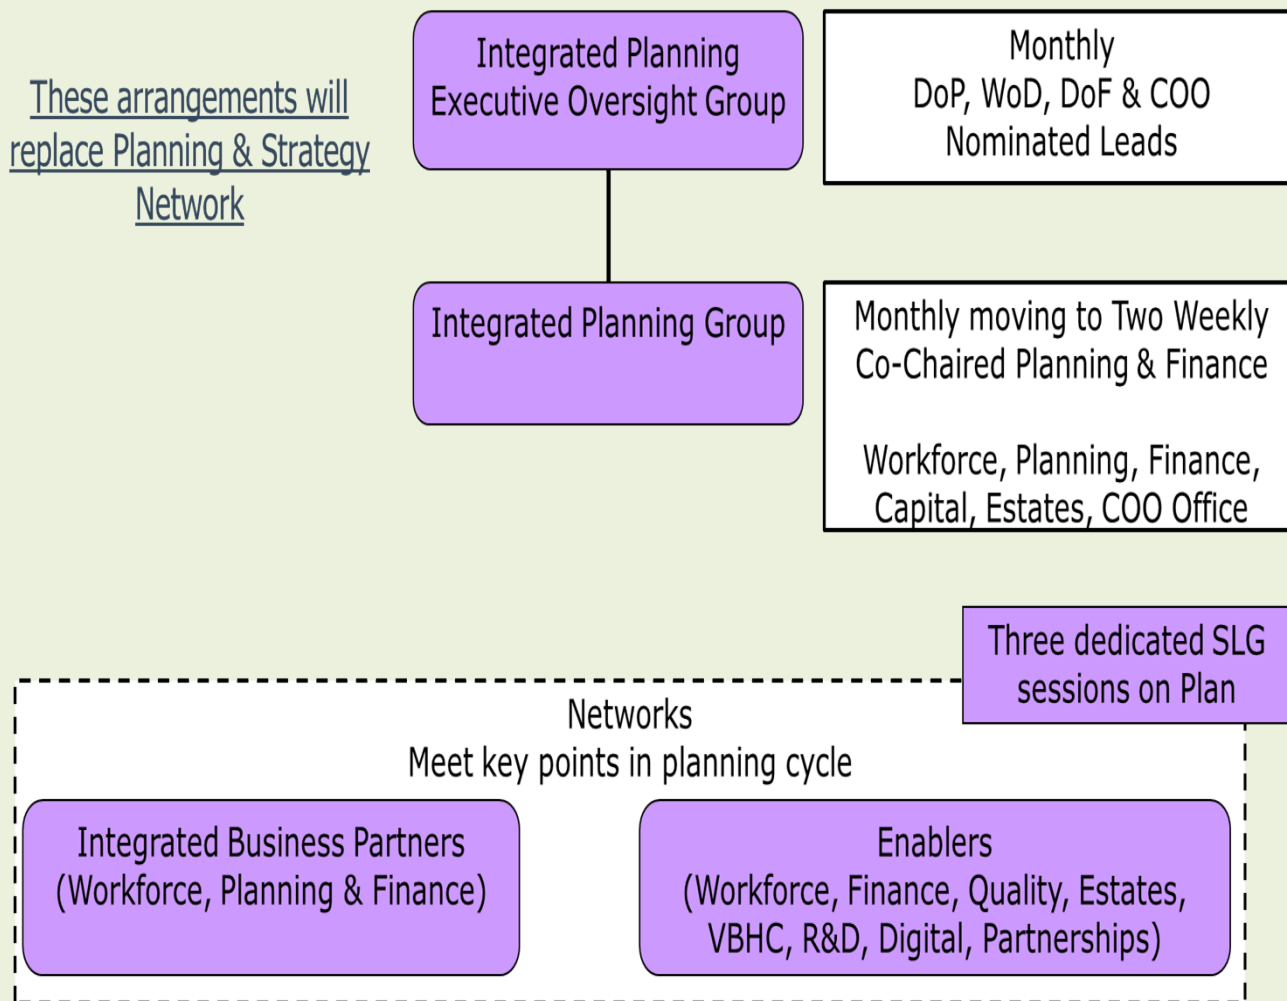 These arrangements will
replace Planning & Strategy
Network
Integrated Planning
Executive Oversight Group
Monthly
DoP, WoD, DoF & COO
Nominated Leads
Integrated Planning Group
Monthly moving to Two Weekly
Co-Chaired Planning & Finance
Workforce, Planning, Finance,
Capital, Estates, COO Office
Three dedicated SLG
sessions on Plan
Networks
Meet key points in planning cycle
Integrated Business Partners
(Workforce, Planning & Finance)
Enablers
(Workforce, Finance, Quality, Estates,
VBHC, R&D, Digital, Partnerships)